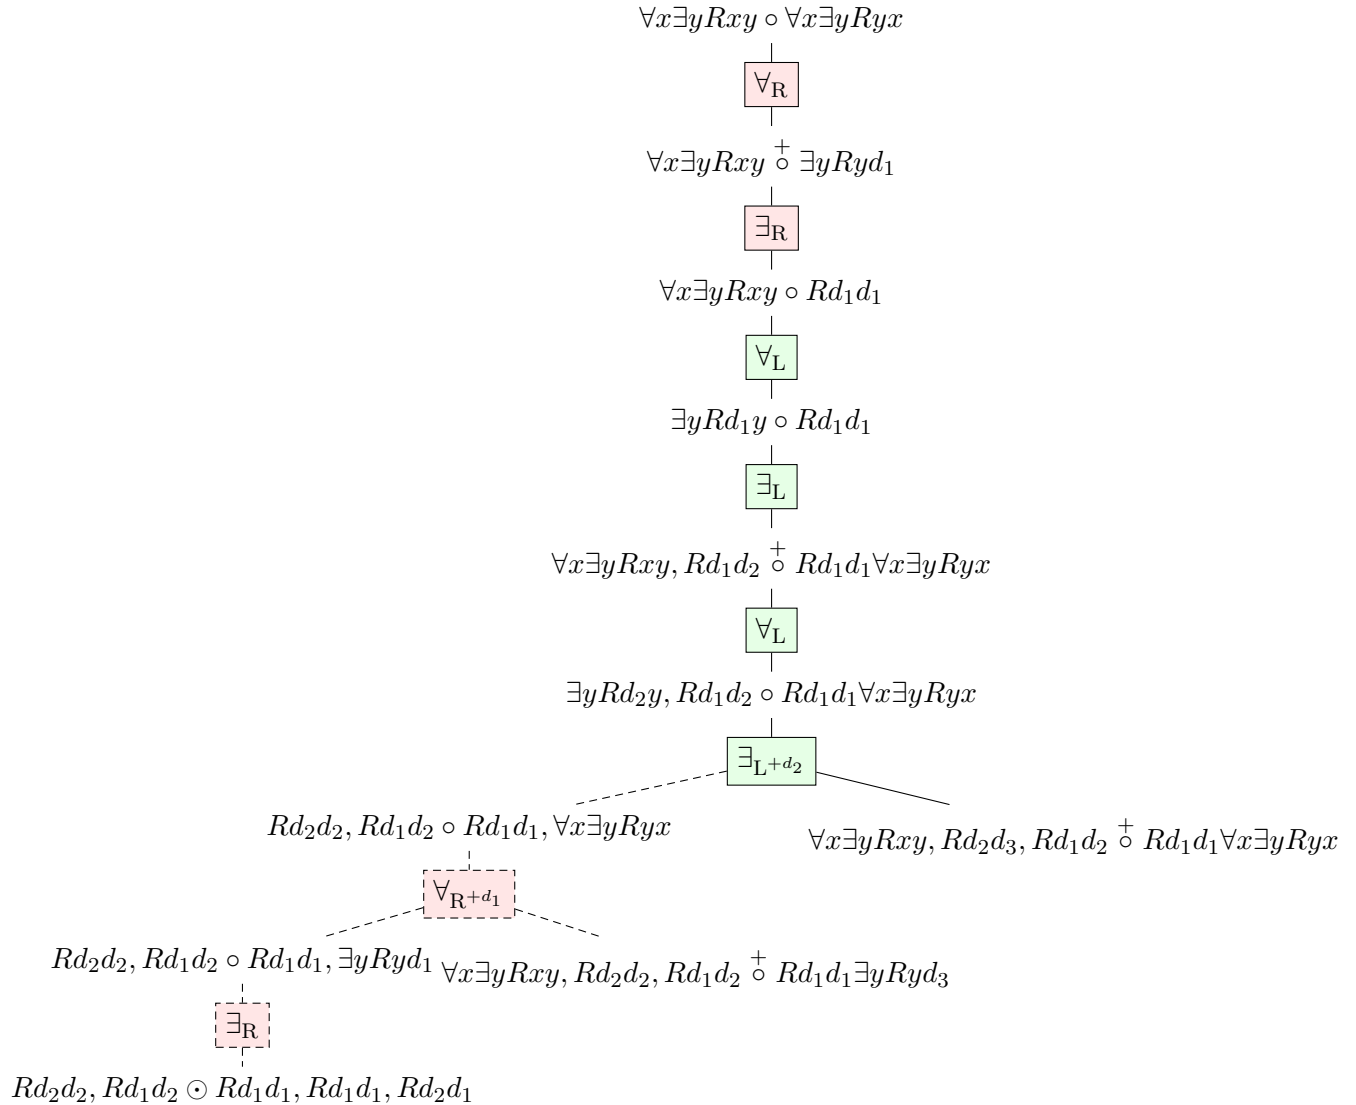 ∀x∃yRxy ∘ ∀x∃yRyx
∀R
∀x∃yRxy ∘⁺ ∃yRyd₁
∃R
∀x∃yRxy ∘ Rd₁d₁
∀L
∃yRd₁y ∘ Rd₁d₁
∃L
∀x∃yRxy, Rd₁d₂ ∘⁺ Rd₁d₁∀x∃yRyx
∀L
∃yRd₂y, Rd₁d₂ ∘ Rd₁d₁∀x∃yRyx
∃L+d₂
Rd₂d₂, Rd₁d₂ ∘ Rd₁d₁, ∀x∃yRyx
∀x∃yRxy, Rd₂d₃, Rd₁d₂ ∘⁺ Rd₁d₁∀x∃yRyx
∀R+d₁
Rd₂d₂, Rd₁d₂ ∘ Rd₁d₁, ∃yRyd₁
∀x∃yRxy, Rd₂d₂, Rd₁d₂ ∘⁺ Rd₁d₁∃yRyd₃
∃R
Rd₂d₂, Rd₁d₂ ⊙ Rd₁d₁, Rd₁d₁, Rd₂d₁